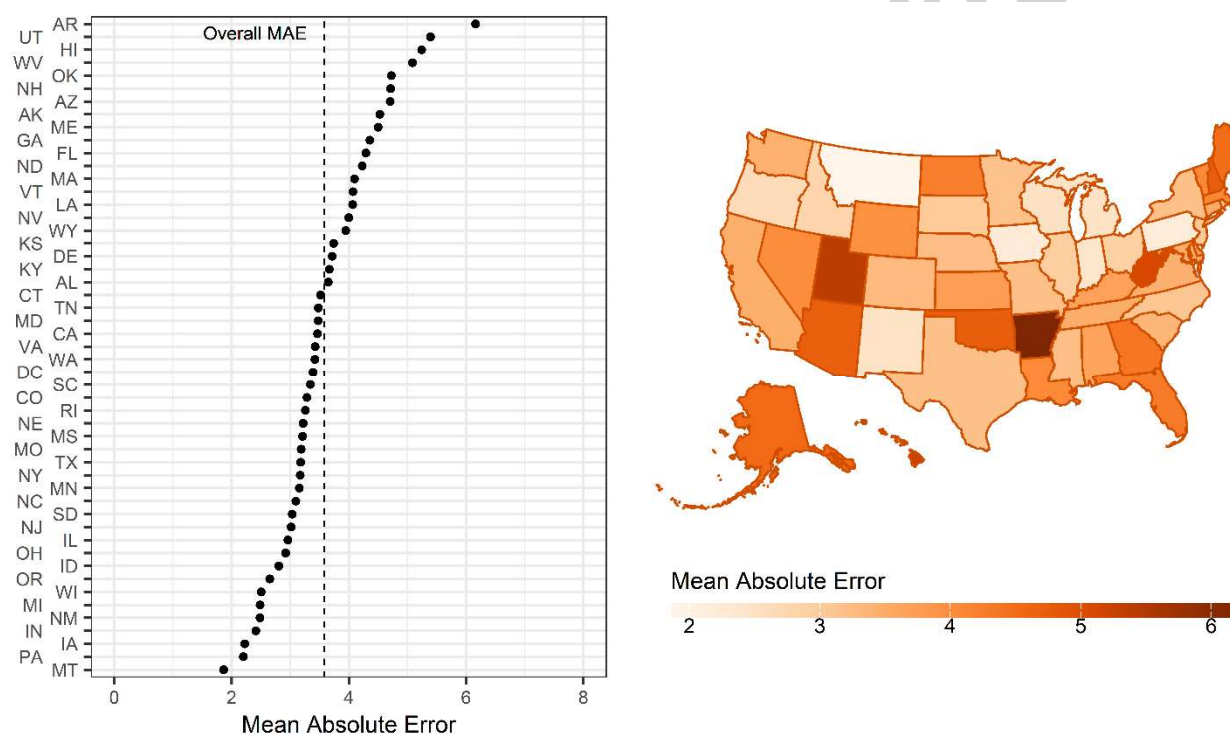 AR
Overall MAE
UT
HI
WV
OK
NH
AZ
AK
ME
GA
FL
ND
MA
VT
LA
NV
WY
KS
DE
KY
AL
CT
TN
MD
CA
VA
WA
DC
SC
CO
RI
NE
MS
MO
TX
NY
MN
NC
SD
NJ
IL
OH
ID
OR
WI
MI
NM
IN
IA
PA
MT
0 2 4 6 8
Mean Absolute Error
Mean Absolute Error
2 3 4 5 6